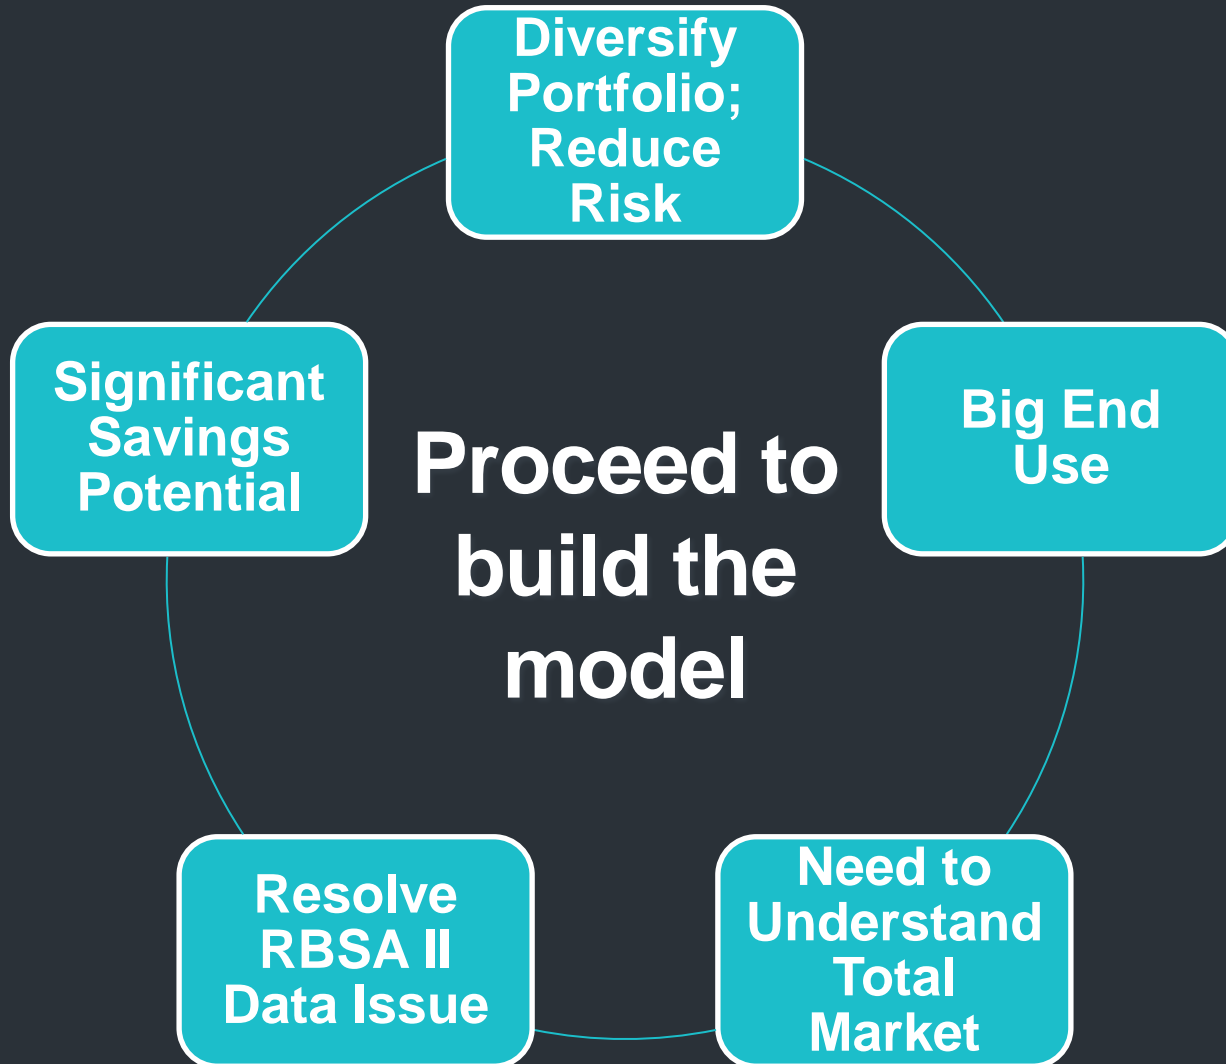 Diversify
Portfolio;
Reduce
Risk
Significant
Savings
Potential
Big End
Use
Proceed to
build the
model
Resolve
RBSA II
Data Issue
Need to
Understand
Total
Market